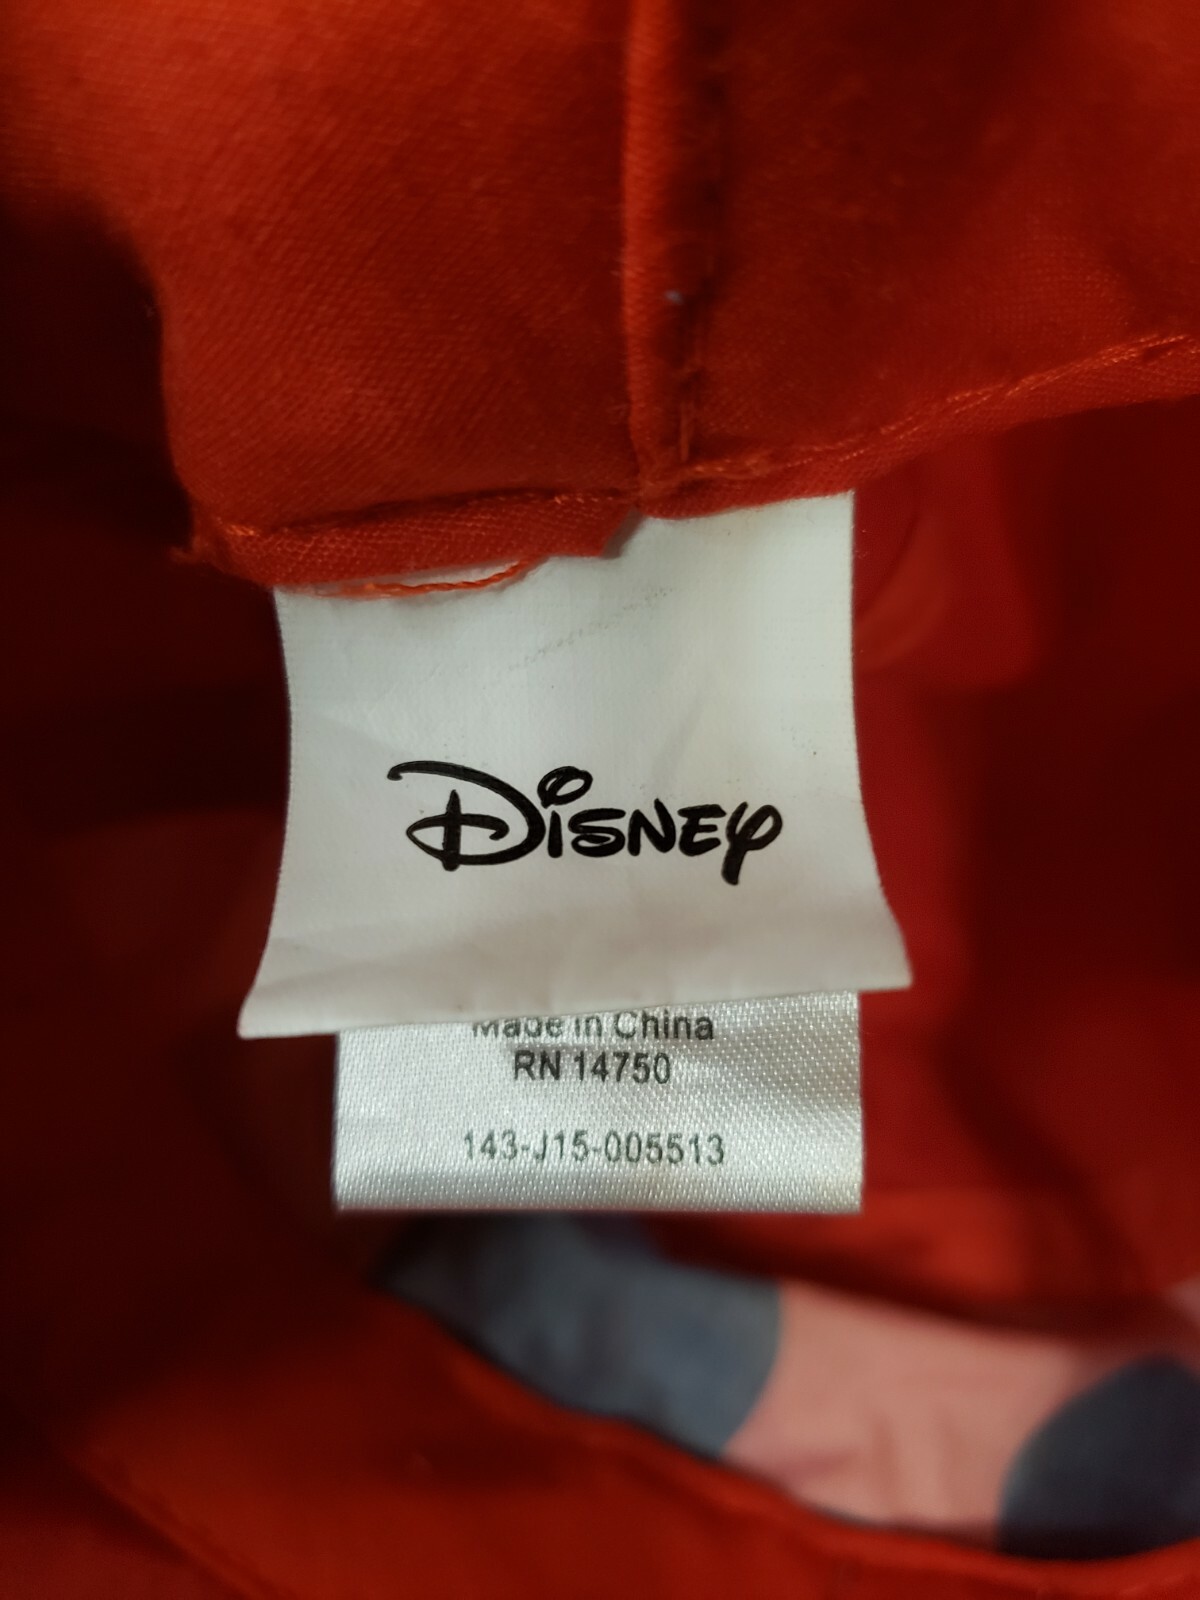 Disney
Made in China
RN 14750
143-J15-005513